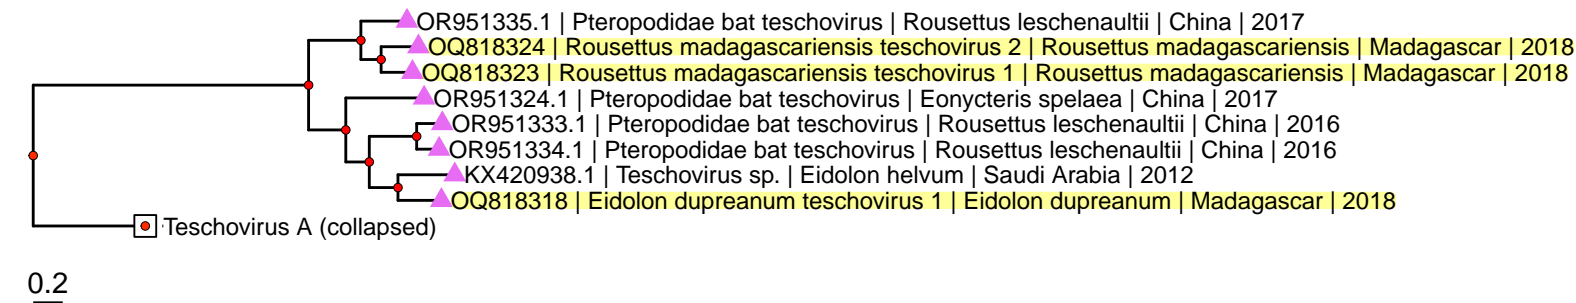 OR951335.1 | Pteropodidae bat teschovirus | Rousettus leschenaultii | China | 2017
OQ818324 | Rousettus madagascariensis teschovirus 2 | Rousettus madagascariensis | Madagascar | 2018
OQ818323 | Rousettus madagascariensis teschovirus 1 | Rousettus madagascariensis | Madagascar | 2018
OR951324.1 | Pteropodidae bat teschovirus | Eonycteris spelaea | China | 2017
OR951333.1 | Pteropodidae bat teschovirus | Rousettus leschenaultii | China | 2016
OR951334.1 | Pteropodidae bat teschovirus | Rousettus leschenaultii | China | 2016
KX420938.1 | Teschovirus sp. | Eidolon helvum | Saudi Arabia | 2012
OQ818318 | Eidolon dupreanum teschovirus 1 | Eidolon dupreanum | Madagascar | 2018
Teschovirus A (collapsed)
0.2